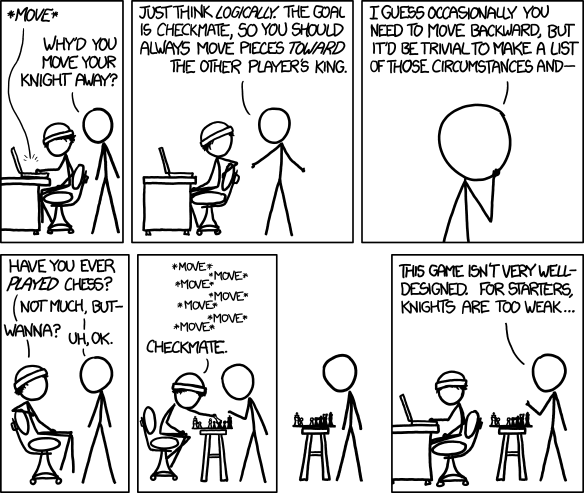 *MOVE*
WHY'D YOU
MOVE YOUR
KNIGHT AWAY?
JUST THINK LOGICALLY. THE GOAL
IS CHECKMATE, SO YOU SHOULD
ALWAYS MOVE PIECES TOWARD
THE OTHER PLAYER'S KING.
I GUESS OCCASIONALLY YOU
NEED TO MOVE BACKWARD, BUT
IT'D BE TRIVIAL TO MAKE A LIST
OF THOSE CIRCUMSTANCES AND—
HAVE YOU EVER
PLAYED CHESS?
NOT MUCH, BUT—
WANNA?
UH, OK.
*MOVE*
*MOVE*
*MOVE*
*MOVE*
*MOVE*
*MOVE*
CHECKMATE.
THIS GAME ISN'T VERY WELL-
DESIGNED. FOR STARTERS,
KNIGHTS ARE TOO WEAK...